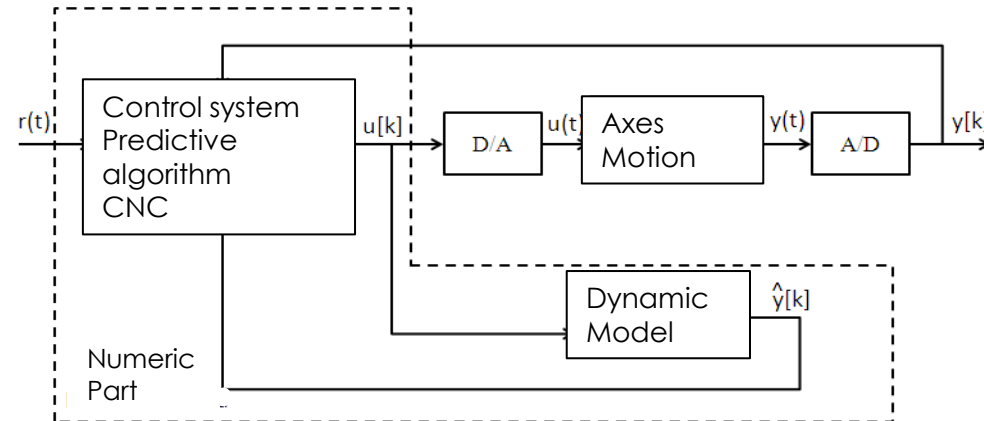 Control system
Predictive
algorithm
CNC
r(t)
u[k]
D/A
u(t)
Axes
Motion
y(t)
A/D
y[k]
Dynamic
Model
ŷ[k]
Numeric
Part